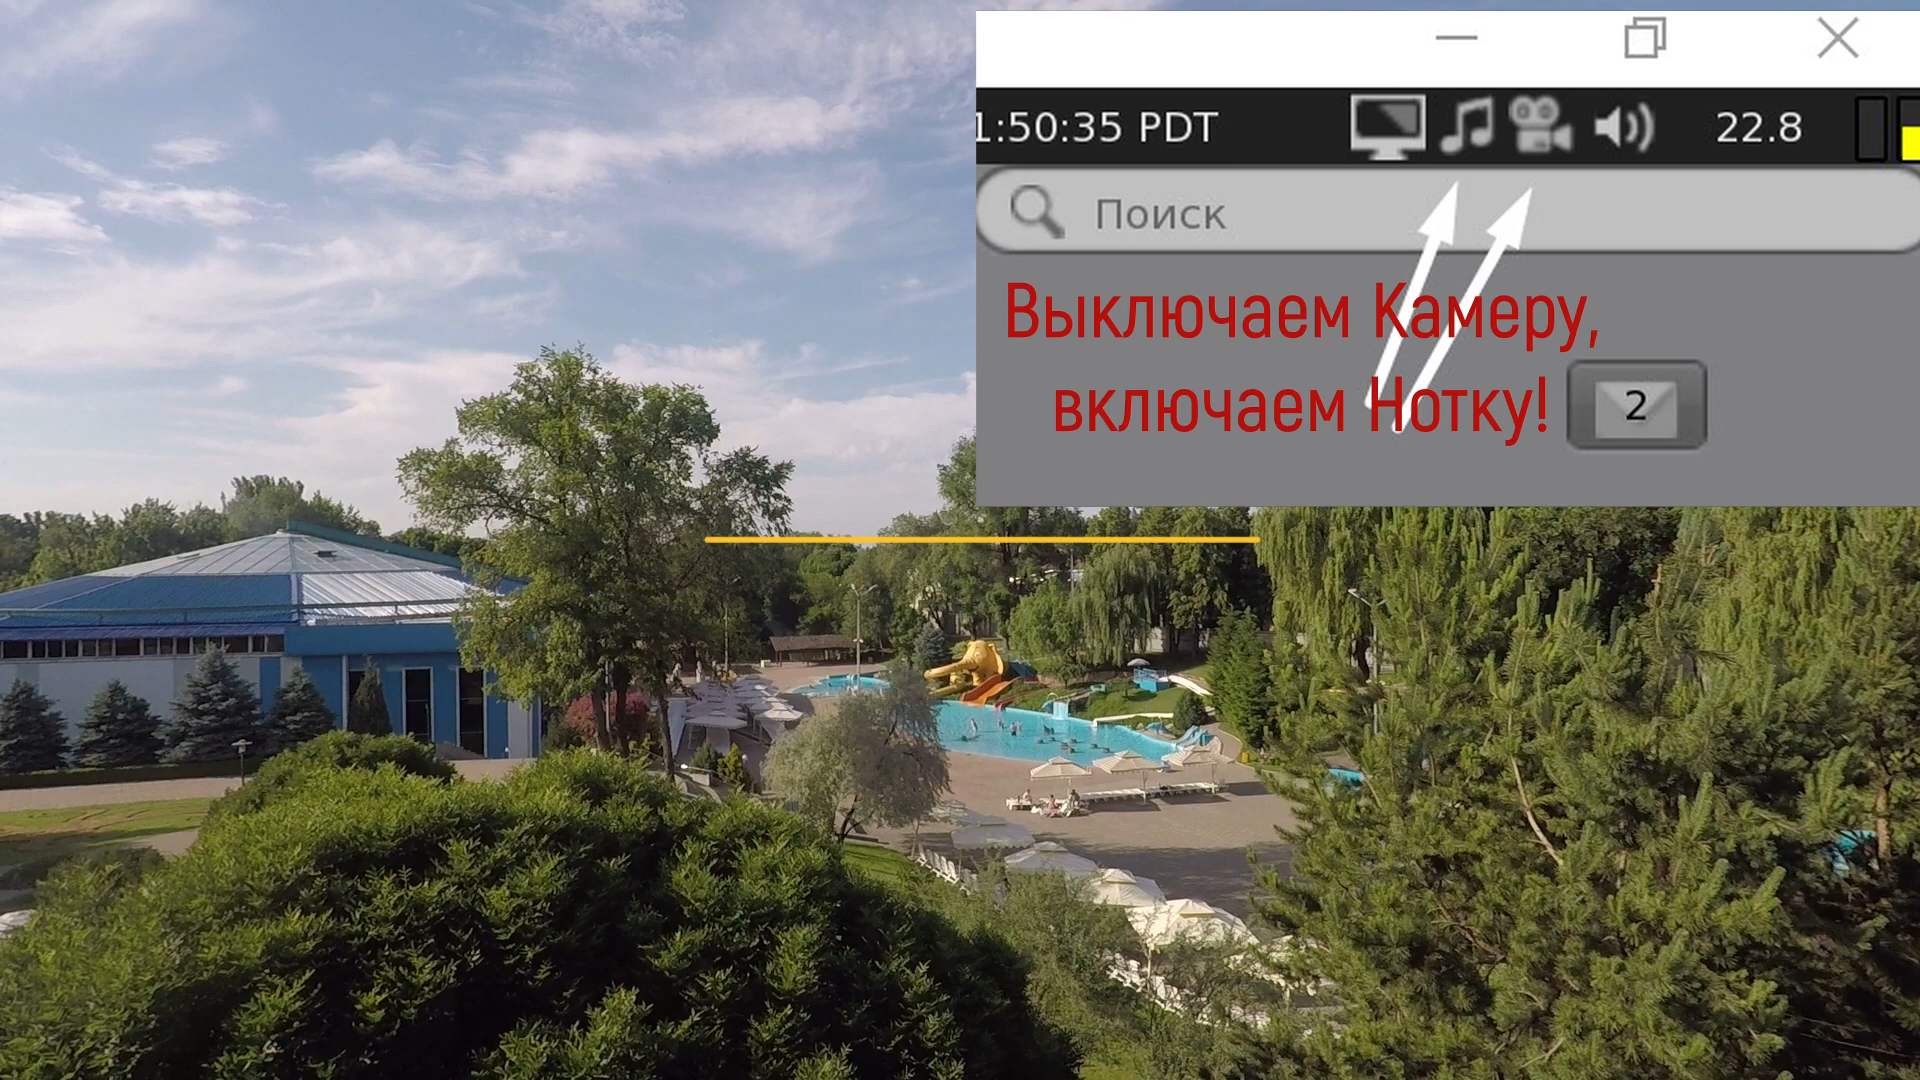 1:50:35 PDT 22.8
Поиск
Выключаем Камеру,
включаем Нотку!
2